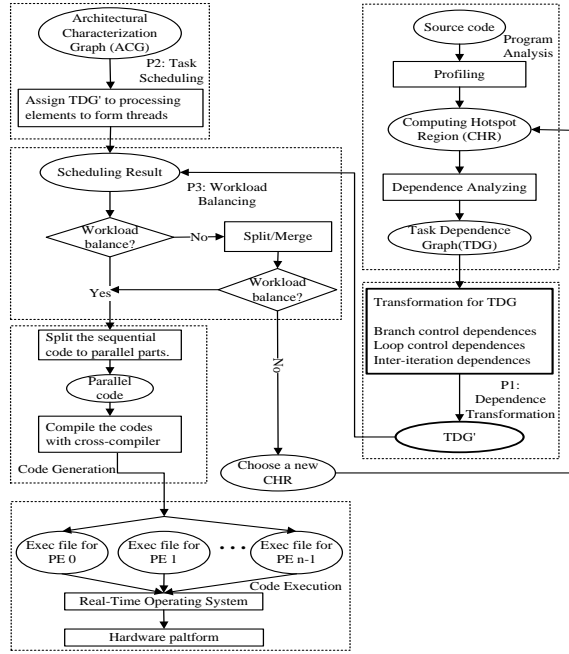 Architectural
Characterization
Graph (ACG)
P2: Task
Scheduling
Assign TDG' to processing
elements to form threads
Scheduling Result
P3: Workload
Balancing
Workload
balance?
No
Split/Merge
Workload
balance?
Yes
No
Split the sequential
code to parallel parts.
Parallel
code
Compile the codes
with cross-compiler
Code Generation
Choose a new
CHR
Source code
Program
Analysis
Profiling
Computing Hotspot
Region (CHR)
Dependence Analyzing
Task Dependence
Graph(TDG)
Transformation for TDG
Branch control dependences
Loop control dependences
Inter-iteration dependences
P1:
Dependence
Transformation
TDG'
Exec file for
PE 0
Exec file for
PE 1
• • •
Exec file for
PE n-1
Code Execution
Real-Time Operating System
Hardware paltform